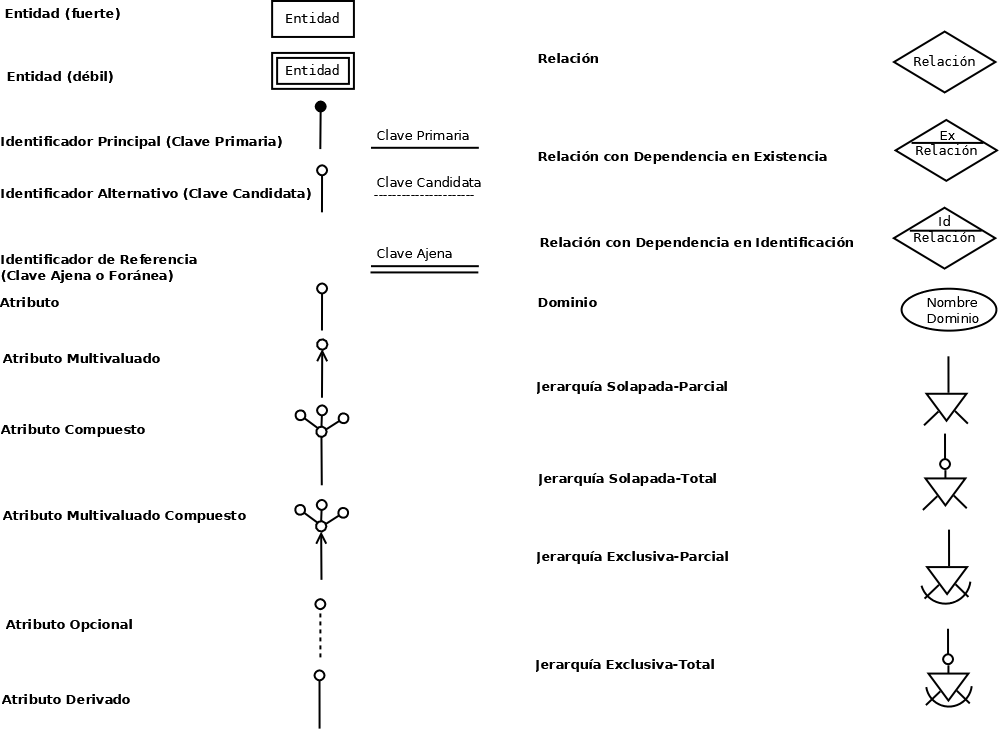 Entidad (fuerte)
Entidad
Entidad (débil)
Entidad
Identificador Principal (Clave Primaria)
Clave Primaria
Identificador Alternativo (Clave Candidata)
Clave Candidata
Identificador de Referencia
(Clave Ajena o Foránea)
Clave Ajena
Atributo
Atributo Multivaluado
Atributo Compuesto
Atributo Multivaluado Compuesto
Atributo Opcional
Atributo Derivado
Relación
Relación
Relación con Dependencia en Existencia
Ex
Relación
Relación con Dependencia en Identificación
Id
Relación
Dominio
Nombre
Dominio
Jerarquía Solapada-Parcial
Jerarquía Solapada-Total
Jerarquía Exclusiva-Parcial
Jerarquía Exclusiva-Total